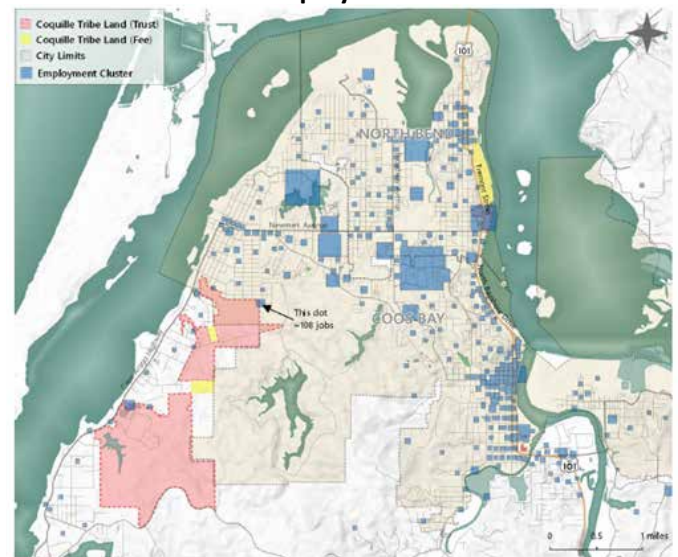 Coquille Tribe Land (Trust)
Coquille Tribe Land (Fee)
City Limits
Employment Cluster
101
NORTH BEND
Newmark Avenue
This dot
=108 jobs
COOS BAY
101
0 0.5 1 miles